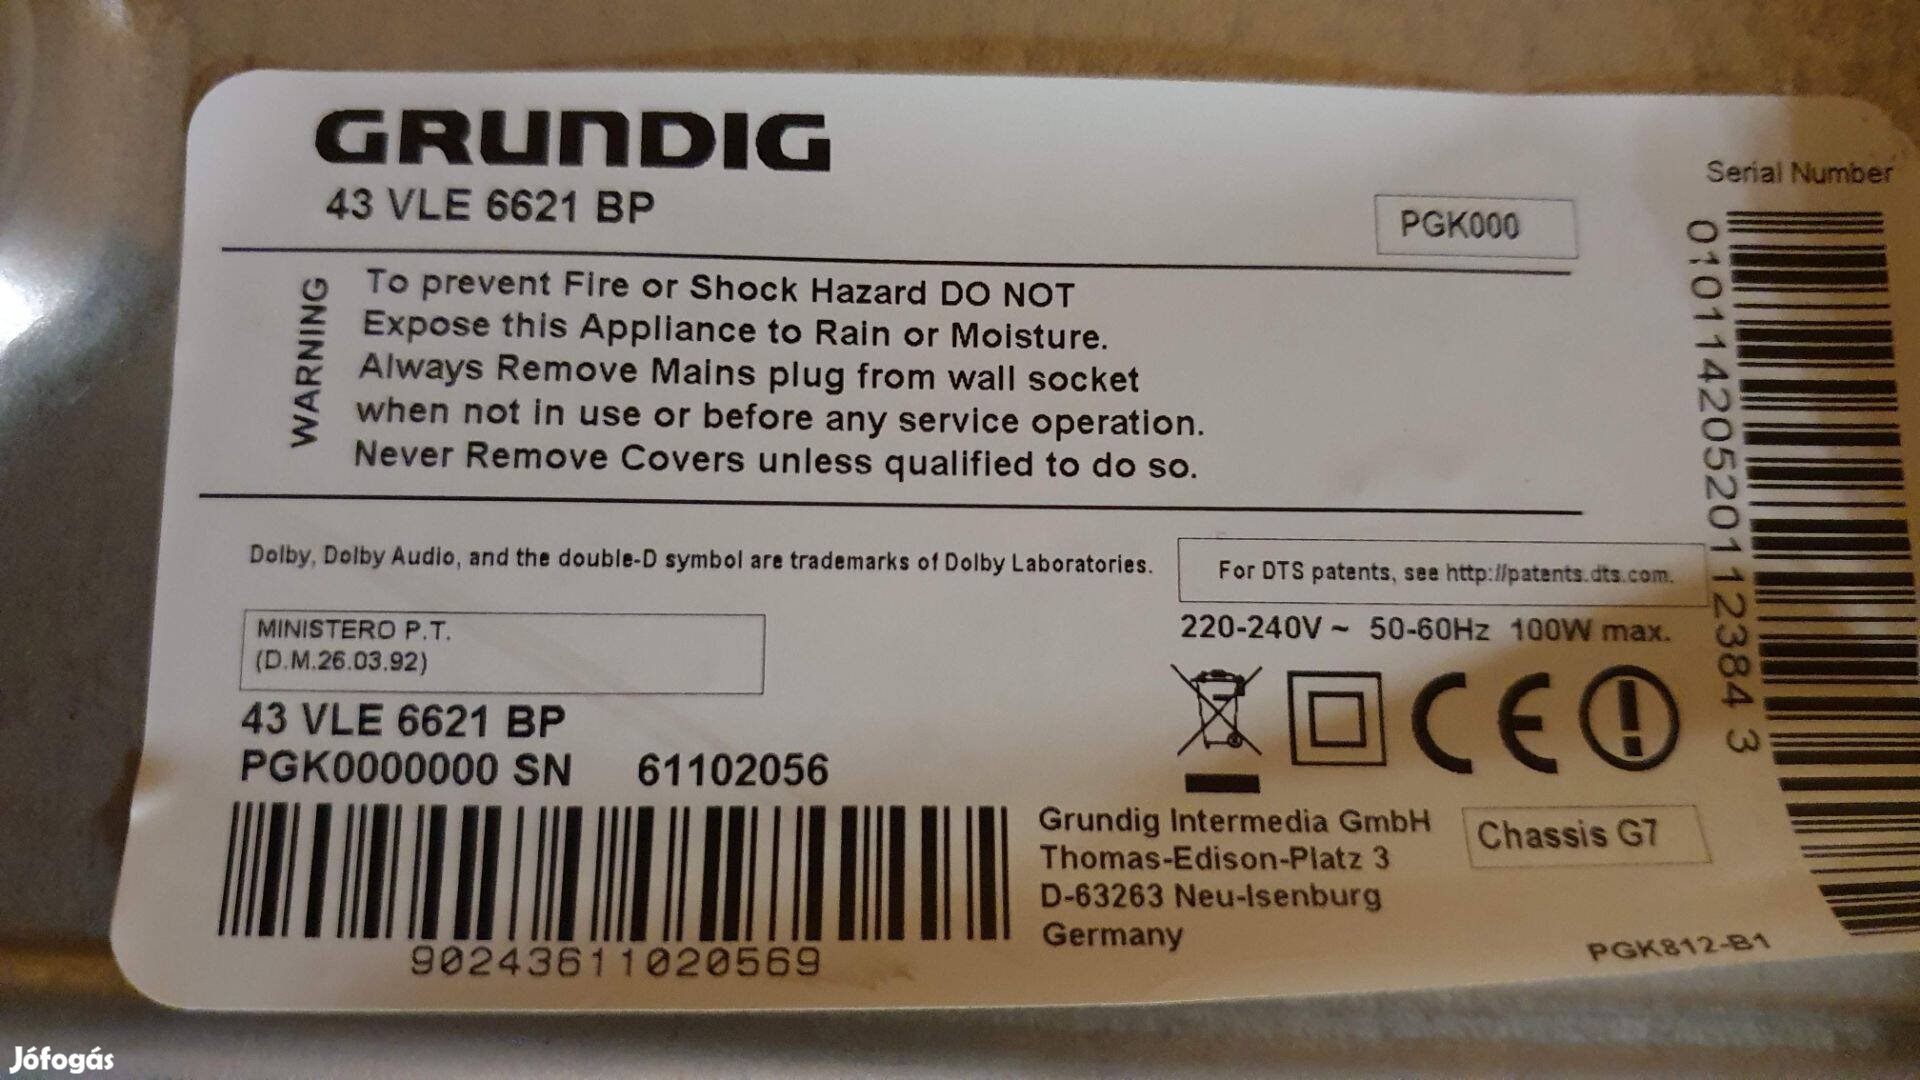 GRUNDIG
43 VLE 6621 BP
PGK000
Serial Number
WARNING
To prevent Fire or Shock Hazard DO NOT
Expose this Appliance to Rain or Moisture.
Always Remove Mains plug from wall socket
when not in use or before any service operation.
Never Remove Covers unless qualified to do so.
01011420520112384 3
Dolby, Dolby Audio, and the double-D symbol are trademarks of Dolby Laboratories.
For DTS patents, see http://patents.dts.com.
220-240V ~ 50-60Hz 100W max.
MINISTERO P.T.
(D.M.26.03.92)
43 VLE 6621 BP
PGK0000000 SN 61102056
90243611020569
CE
Grundig Intermedia GmbH
Thomas-Edison-Platz 3
D-63263 Neu-Isenburg
Germany
Chassis G7
PGK812-B1
Jófogás